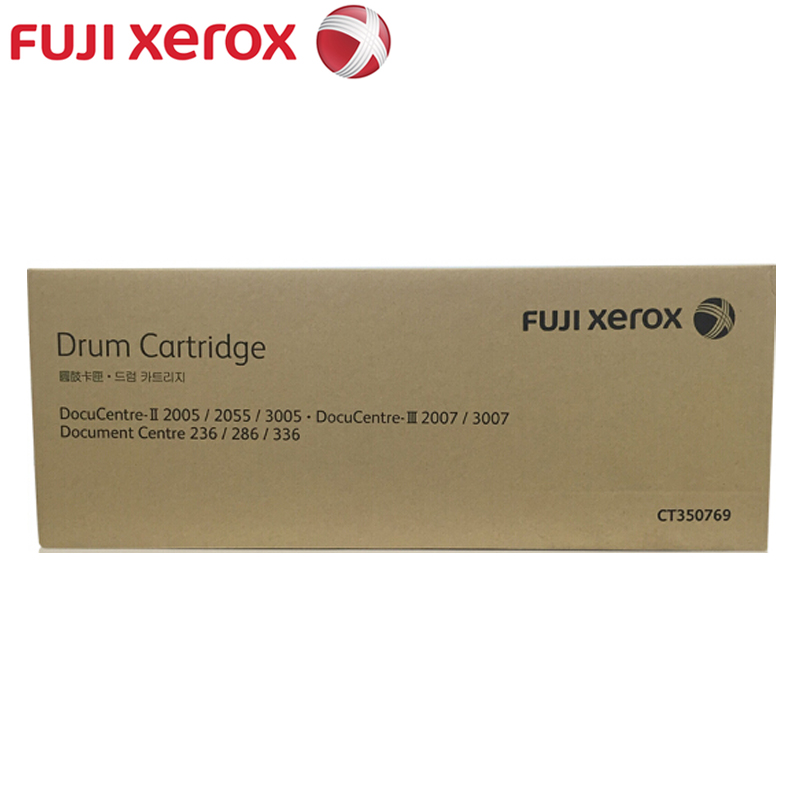 FUJI xerox
FUJI xerox
Drum Cartridge
圓鼓卡匣・드럼 카트리지
DocuCentre-Ⅱ 2005 / 2055 / 3005・DocuCentre-Ⅲ 2007 / 3007
Document Centre 236 / 286 / 336
CT350769